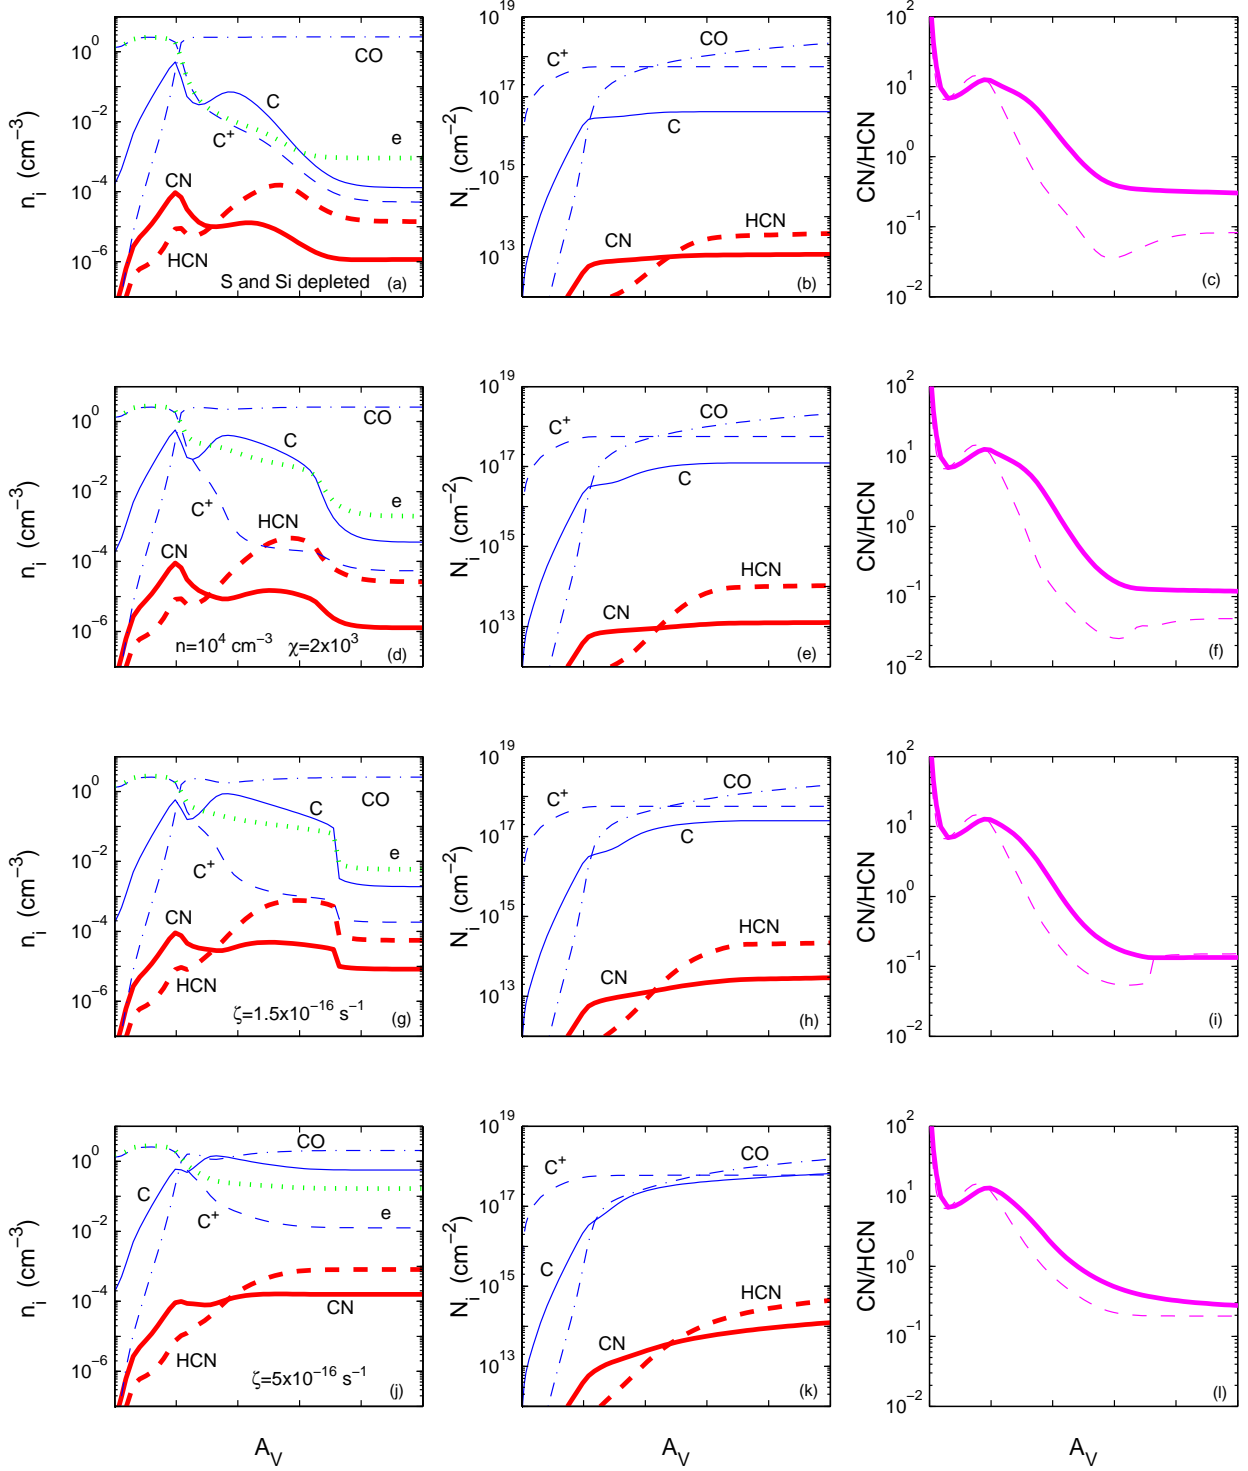 10^0
10^−2
10^−4
10^−6
n_i (cm^−3)
CO
C
C^+
e
CN
HCN
S and Si depleted
(a)
10^19
10^17
10^15
10^13
N_i (cm^−2)
CO
C^+
C
HCN
CN
(b)
10^2
10^1
10^0
10^−1
10^−2
CN/HCN
(c)
10^0
10^−2
10^−4
10^−6
n_i (cm^−3)
CO
C
C^+
e
HCN
CN
n=10^4 cm^−3 χ=2x10^3
(d)
10^19
10^17
10^15
10^13
N_i (cm^−2)
CO
C^+
C
HCN
CN
(e)
10^2
10^1
10^0
10^−1
10^−2
CN/HCN
(f)
10^0
10^−2
10^−4
10^−6
n_i (cm^−3)
CO
C
C^+
e
CN
HCN
ζ=1.5x10^−16 s^−1
(g)
10^19
10^17
10^15
10^13
N_i (cm^−2)
CO
C^+
C
HCN
CN
(h)
10^2
10^1
10^0
10^−1
10^−2
CN/HCN
(i)
10^0
10^−2
10^−4
10^−6
n_i (cm^−3)
CO
C
C^+
e
CN
HCN
ζ=5x10^−16 s^−1
(j)
A_V
10^19
10^17
10^15
10^13
N_i (cm^−2)
CO
C^+
C
HCN
CN
(k)
10^2
10^1
10^0
10^−1
10^−2
CN/HCN
(l)
A_V